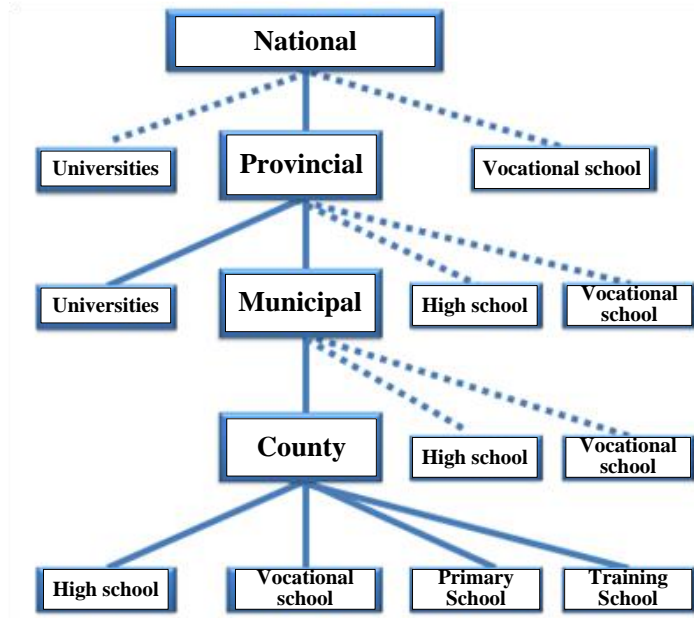 National
Universities
Provincial
Vocational school
Universities
Municipal
High school
Vocational
school
County
High school
Vocational
school
High school
Vocational
school
Primary
School
Training
School